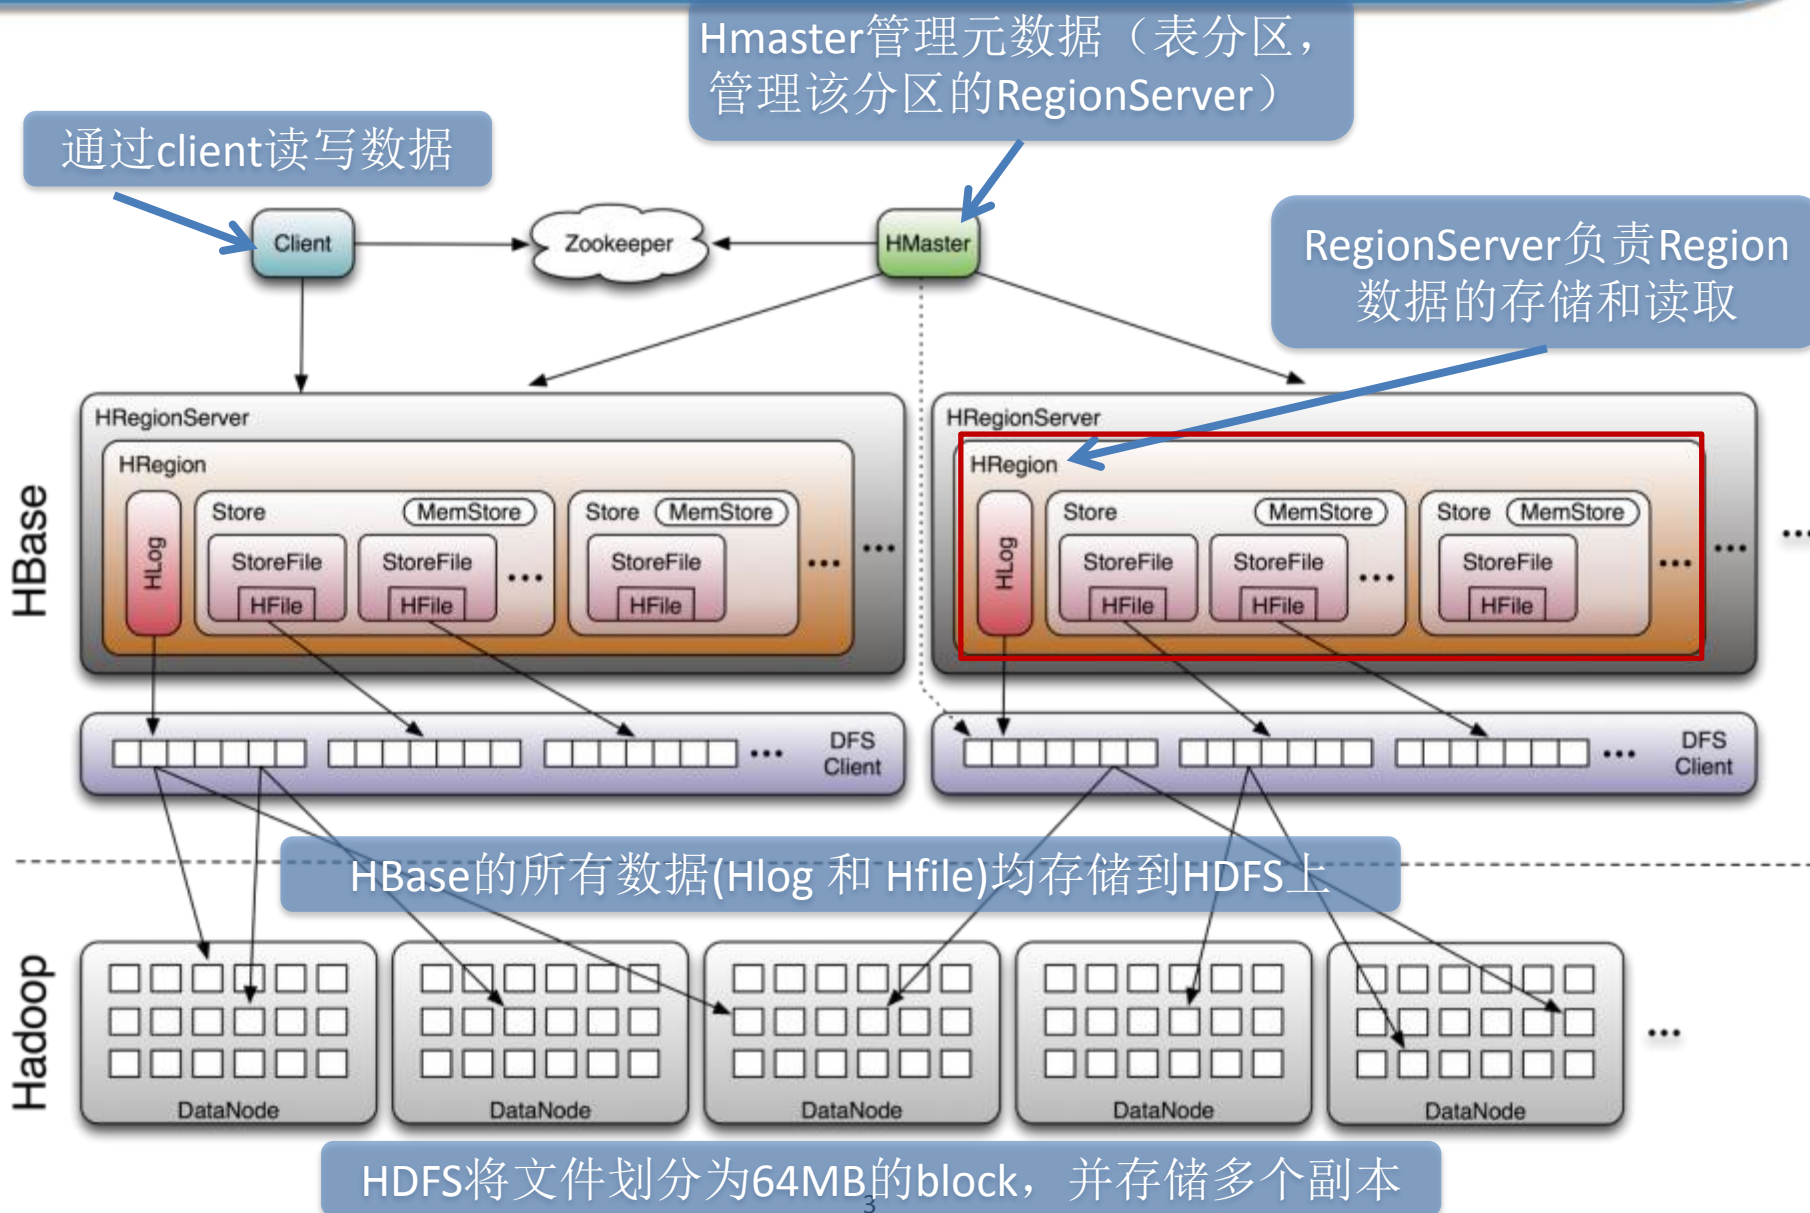 Hmaster管理元数据（表分区，
管理该分区的RegionServer）
通过client读写数据
Client
Zookeeper
HMaster
RegionServer负责Region
数据的存储和读取
HBase
HRegionServer
HRegion
HLog
Store
MemStore
StoreFile
HFile
StoreFile
HFile
...
Store
MemStore
StoreFile
HFile
...
...
HRegionServer
HRegion
HLog
Store
MemStore
StoreFile
HFile
StoreFile
HFile
...
Store
MemStore
StoreFile
HFile
...
...
...
...
DFS
Client
...
DFS
Client
HBase的所有数据(Hlog 和 Hfile)均存储到HDFS上
Hadoop
DataNode
DataNode
DataNode
DataNode
DataNode
...
HDFS将文件划分为64MB的block，并存储多个副本
3